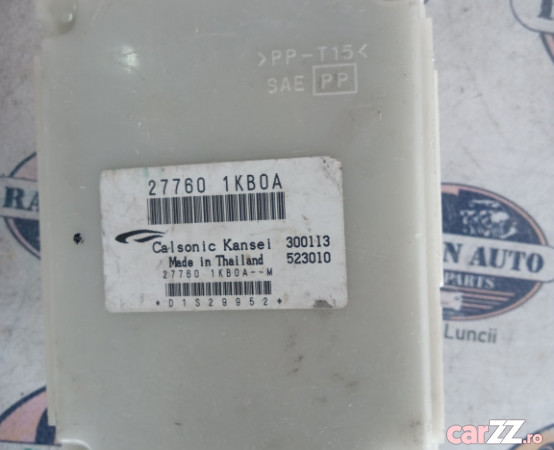 >PP-T15<
SAE PP
27760 1KB0A
Calsonic Kansei 300113
Made in Thailand 523010
27760 1KB0A--M
*D1S29952*
AUTO
PARTS
Luncii
carZZ.ro